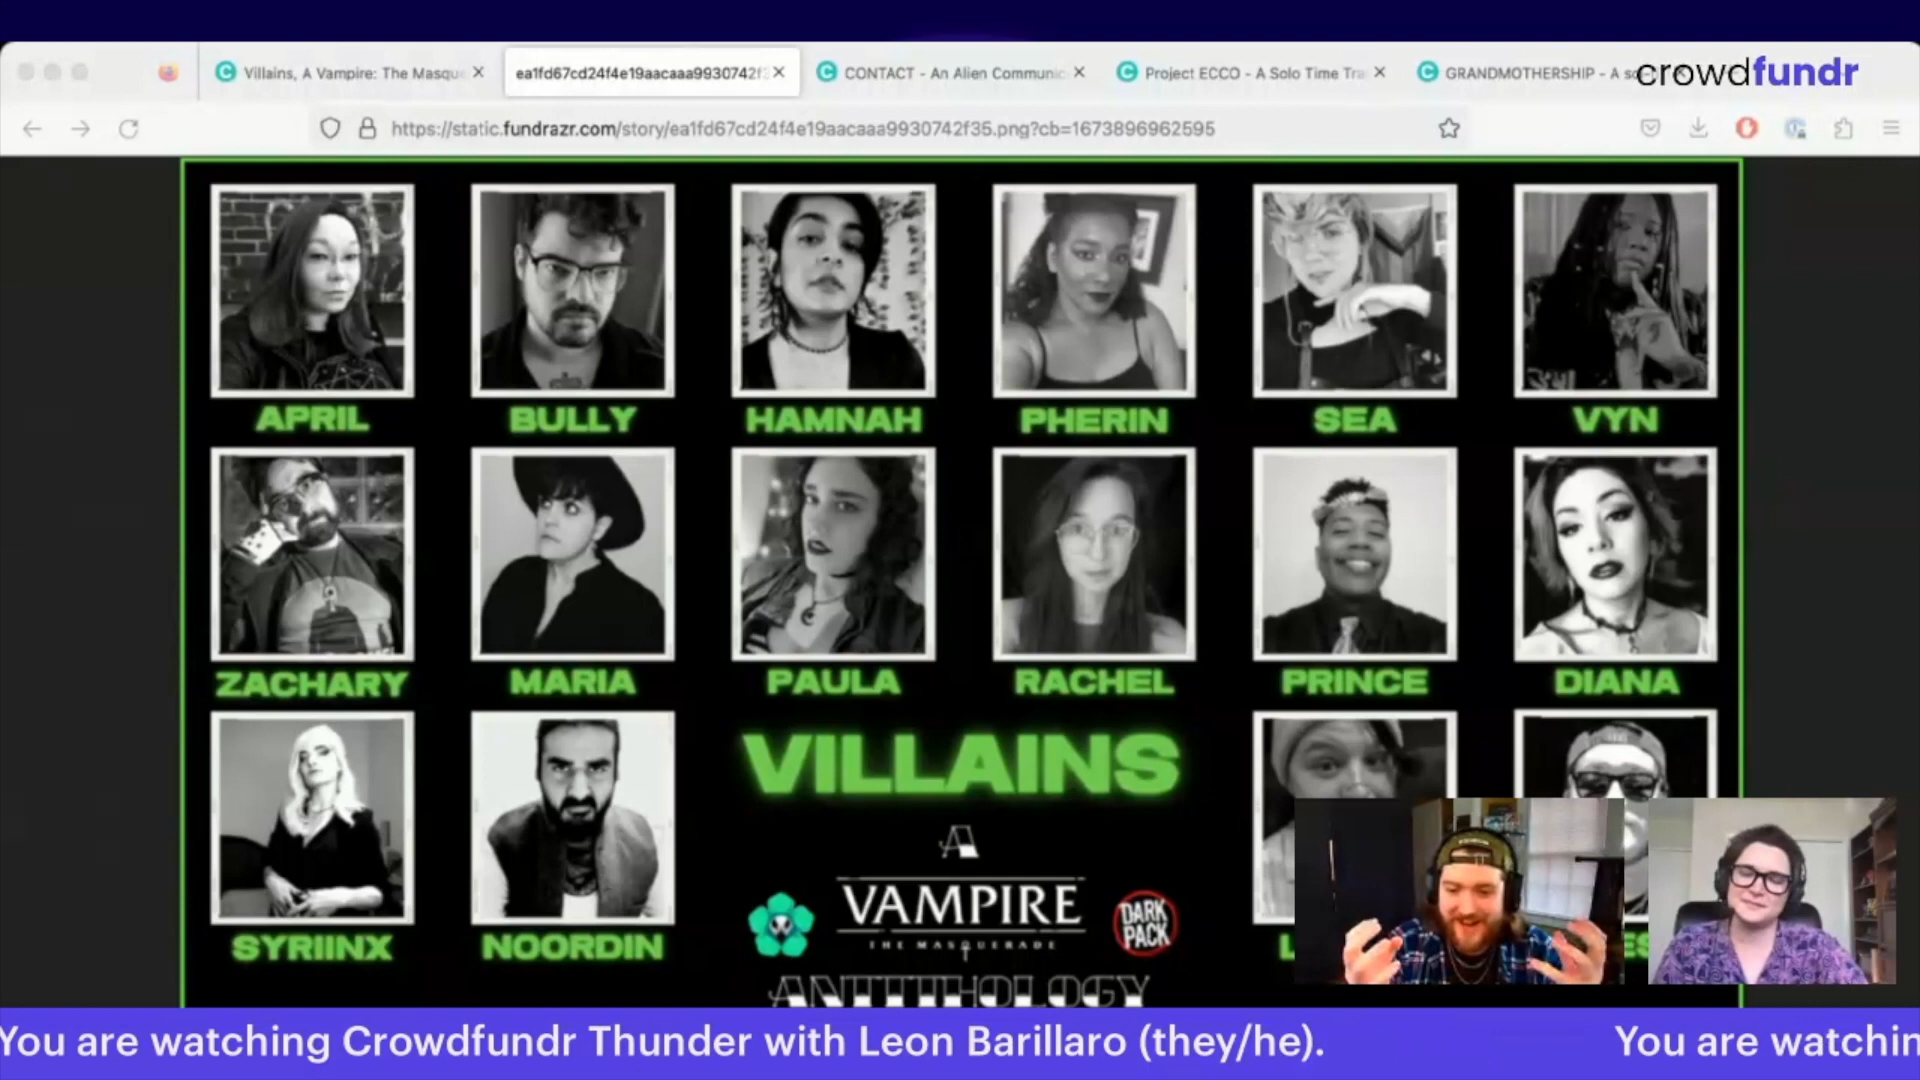 Villains, A Vampire: The Masque
ea1fd67cd24f4e19aacaaa9930742f3
CONTACT - An Alien Communic
Project ECCO - A Solo Time Tra
GRANDMOTHERSHIP - A so
crowdfundr
https://static.fundrazr.com/story/ea1fd67cd24f4e19aacaaa9930742f35.png?cb=1673896962595
APRIL BULLY HAMNAH PHERIN SEA VYN
ZACHARY MARIA PAULA RACHEL PRINCE DIANA
VILLAINS
A
VAMPIRE
THE MASQUERADE
DARK
PACK
SYRIINX NOORDIN
ANTITHOLOGY
You are watching Crowdfundr Thunder with Leon Barillaro (they/he). You are watchin